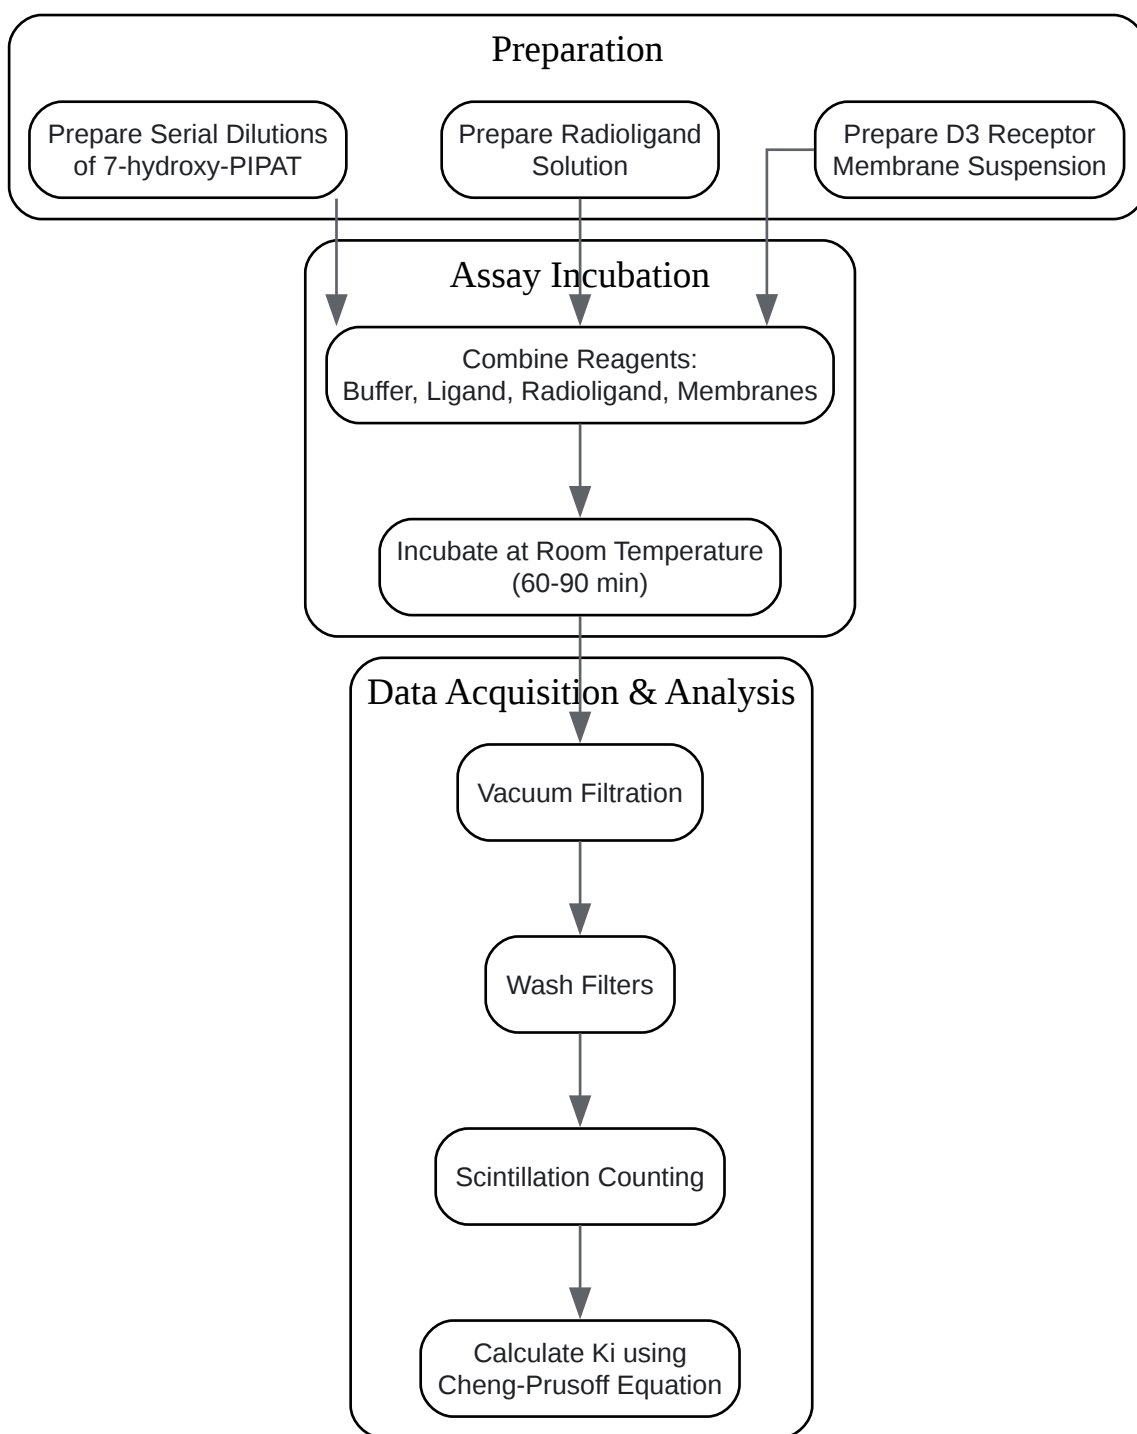 Preparation
Prepare Serial Dilutions
of 7-hydroxy-PIPAT
Prepare Radioligand
Solution
Prepare D3 Receptor
Membrane Suspension
Assay Incubation
Combine Reagents:
Buffer, Ligand, Radioligand, Membranes
Incubate at Room Temperature
(60-90 min)
Data Acquisition & Analysis
Vacuum Filtration
Wash Filters
Scintillation Counting
Calculate Ki using
Cheng-Prusoff Equation